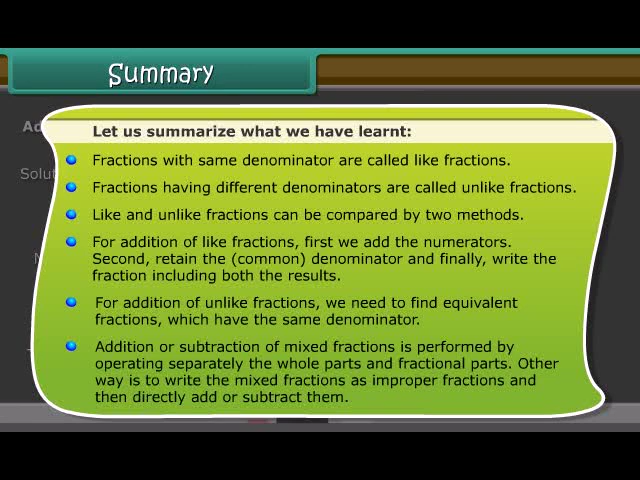 Summary
Ad
Let us summarize what we have learnt:
Solut
Fractions with same denominator are called like fractions.
Fractions having different denominators are called unlike fractions.
Like and unlike fractions can be compared by two methods.
For addition of like fractions, first we add the numerators.
Second, retain the (common) denominator and finally, write the
fraction including both the results.
For addition of unlike fractions, we need to find equivalent
fractions, which have the same denominator.
Addition or subtraction of mixed fractions is performed by
operating separately the whole parts and fractional parts. Other
way is to write the mixed fractions as improper fractions and
then directly add or subtract them.